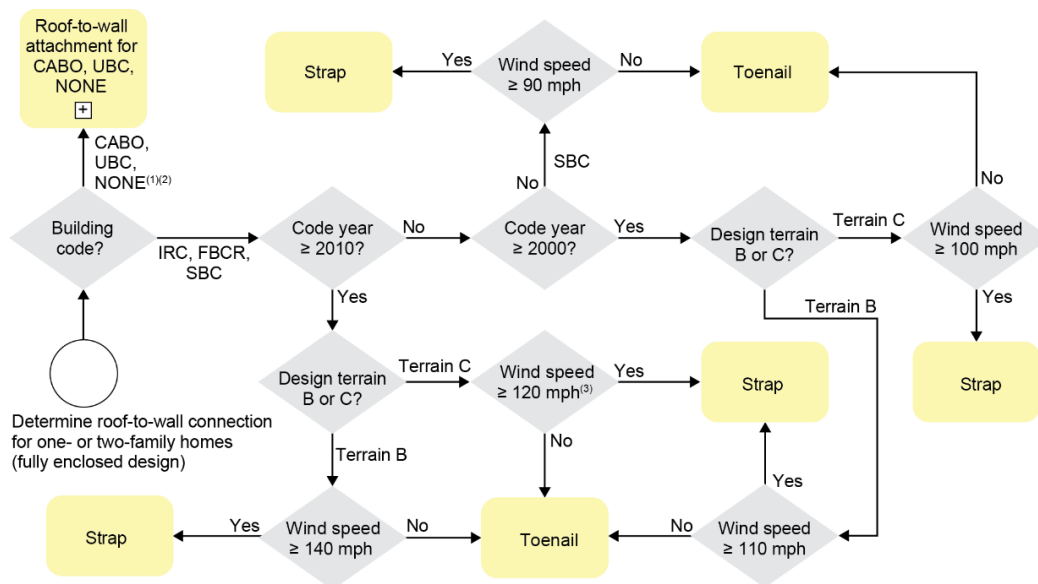 Roof-to-wall
attachment for
CABO, UBC,
NONE
+
CABO,
UBC,
NONE(1)(2)
Building
code?
IRC, FBCR,
SBC
Determine roof-to-wall connection
for one- or two-family homes
(fully enclosed design)
Code year
≥ 2010?
No
Code year
≥ 2000?
No
SBC
Wind speed
≥ 90 mph
Yes
Strap
No
Toenail
Yes
Design terrain
B or C?
Terrain C
Wind speed
≥ 100 mph
No
Yes
Strap
Terrain B
Yes
Design terrain
B or C?
Terrain C
Wind speed
≥ 120 mph(3)
Yes
Strap
No
Terrain B
Wind speed
≥ 140 mph
Yes
Strap
No
Toenail
No
Wind speed
≥ 110 mph
Yes